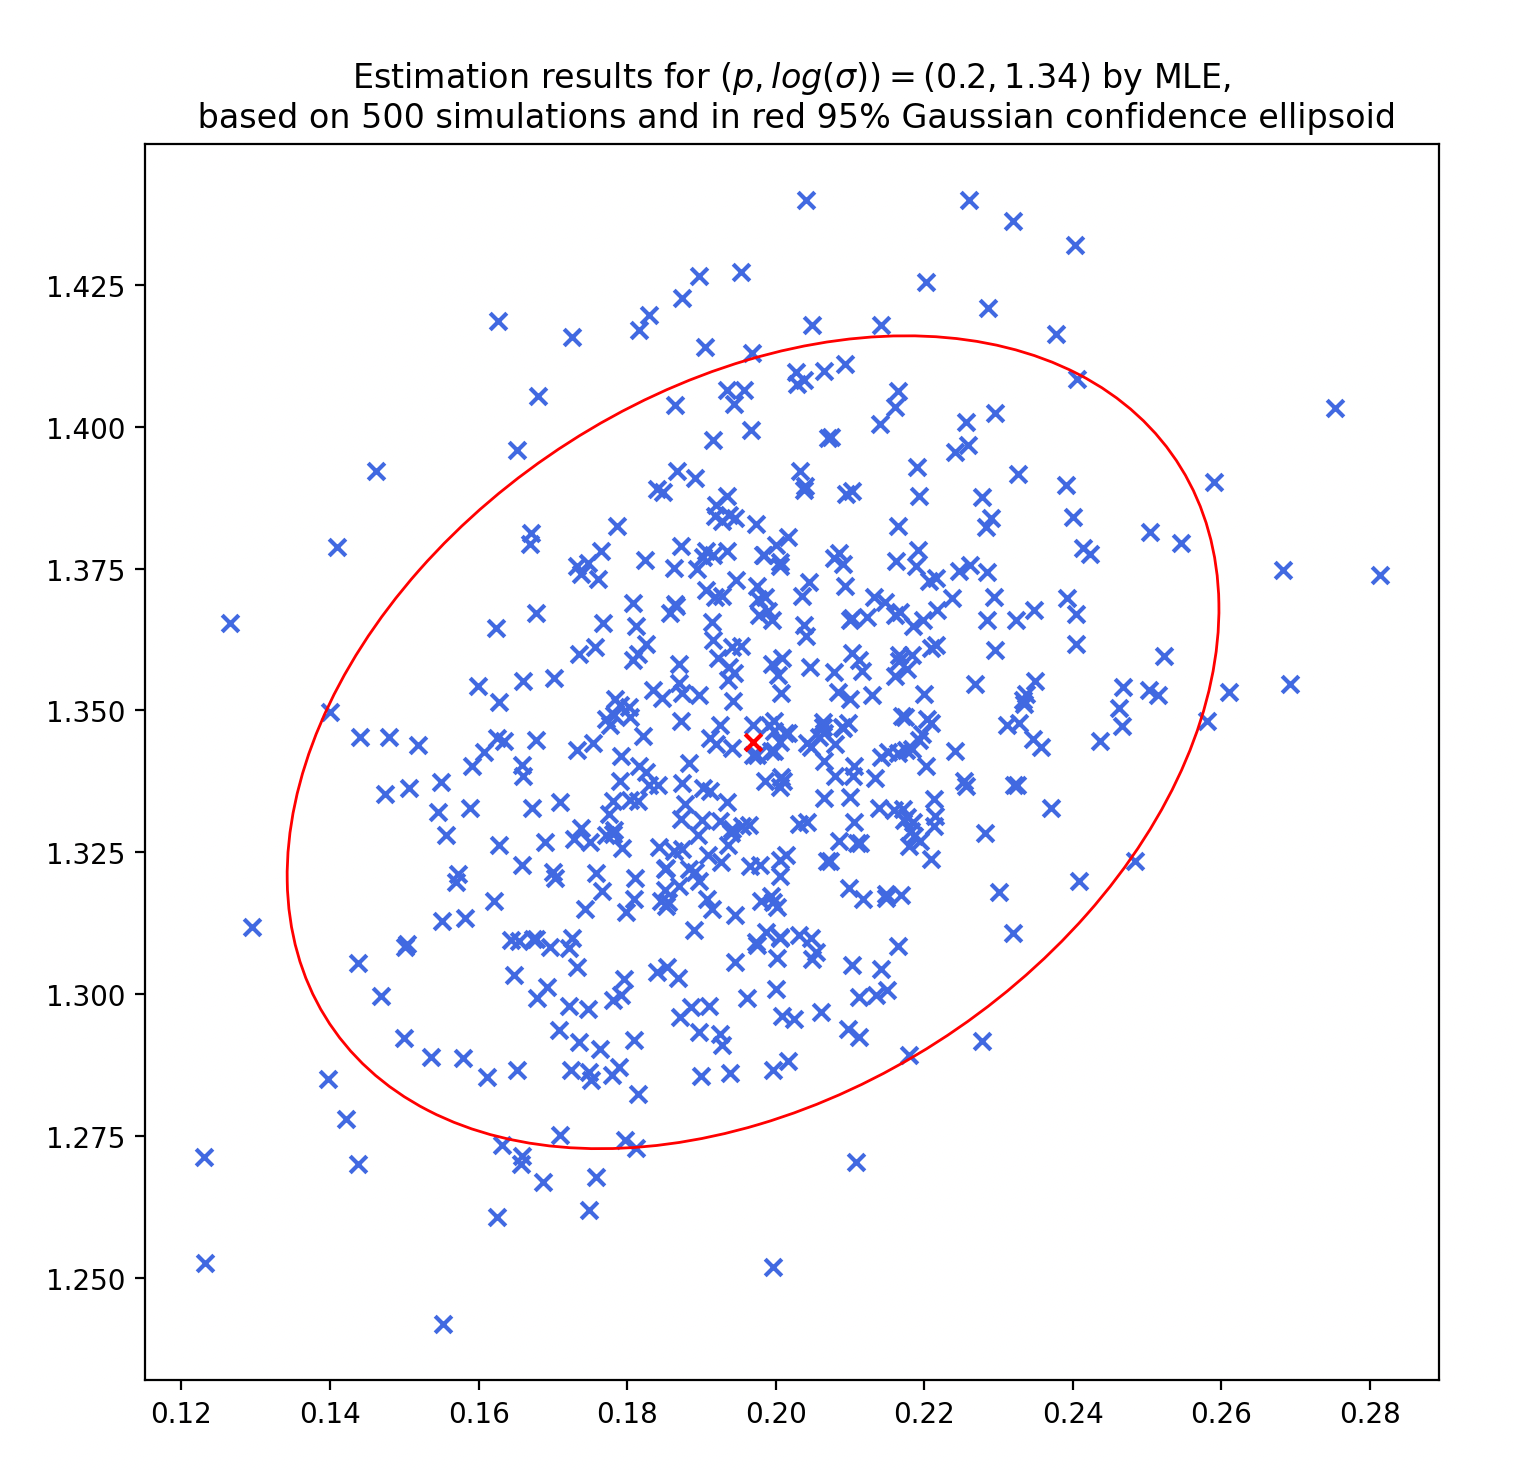 Estimation results for (p, log(σ)) = (0.2, 1.34) by MLE,
based on 500 simulations and in red 95% Gaussian confidence ellipsoid
1.425
1.400
1.375
1.350
1.325
1.300
1.275
1.250
0.12 0.14 0.16 0.18 0.20 0.22 0.24 0.26 0.28